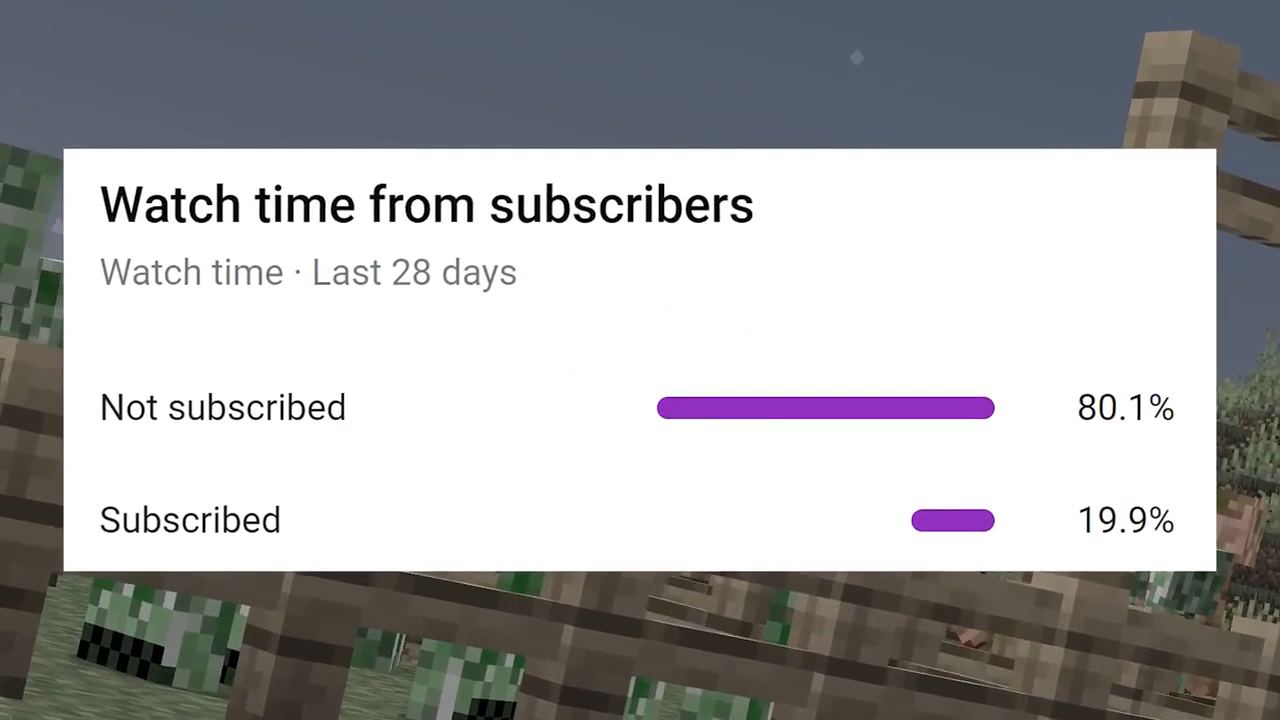 Watch time from subscribers
Watch time · Last 28 days
Not subscribed 80.1%
Subscribed 19.9%